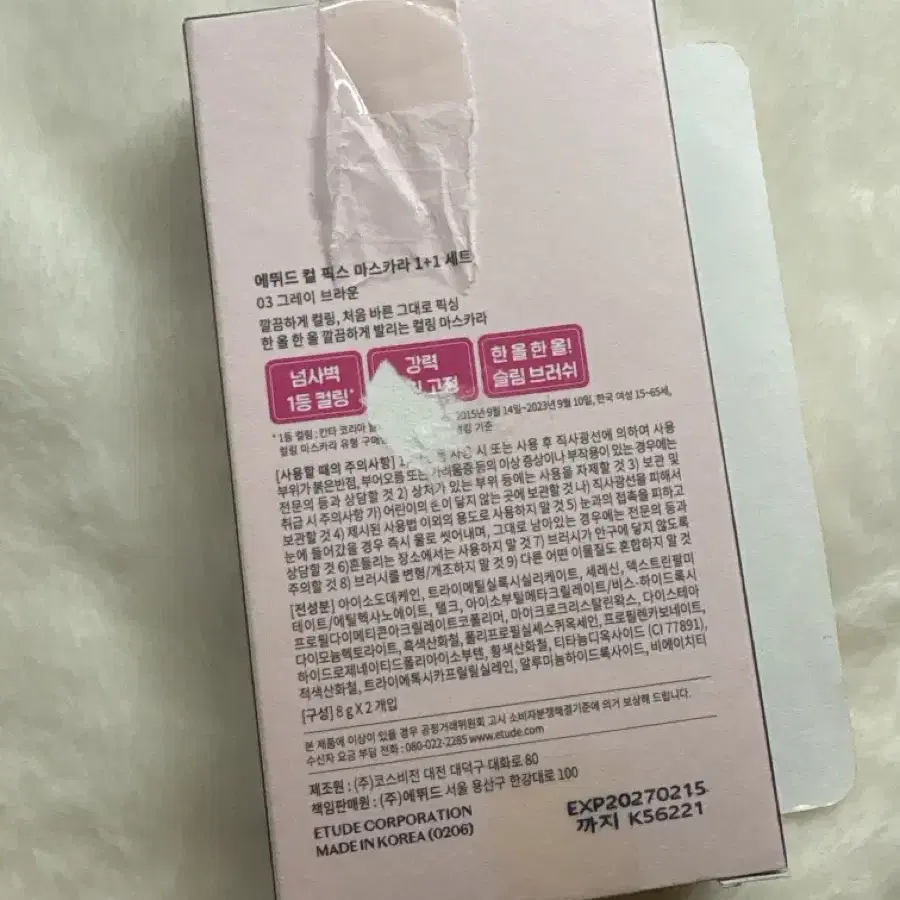 에뛰드 컬 픽스 마스카라 1+1 세트
03 그레이 브라운
깔끔하게 컬링, 처음 바른 그대로 픽싱
한 올 한 올 깔끔하게 발리는 컬링 마스카라
넘사벽
1등 컬링*
강력
고정
한 올 한 올!
슬림 브러쉬
*1등 컬링 : 칸타 코리아 2015년 9월 14일~2023년 9월 10일, 한국 여성 15~65세,
컬링 마스카라 유형 구매 기준
[사용할 때의 주의사항] 1) 사용 시 또는 사용 후 직사광선에 의하여 사용
부위가 붉은반점, 부어오름 또는 가려움증 등의 이상 증상이나 부작용이 있는 경우에는
전문의 등과 상담할 것 2) 상처가 있는 부위 등에는 사용을 자제할 것 3) 보관 및
취급 시 주의사항 가) 어린이의 손이 닿지 않는 곳에 보관할 것 나) 직사광선을 피해서
보관할 것 4) 제시된 사용법 이외의 용도로 사용하지 말 것 5) 눈과의 접촉을 피하고
눈에 들어갔을 경우 즉시 물로 씻어내며, 그대로 남아있는 경우에는 전문의 등과
상담할 것 6)흔들리는 장소에서는 사용하지 말 것 7) 브러쉬가 안구에 닿지 않도록
주의할 것 8) 브러시를 변형/개조하지 말 것 9) 다른 어떤 이물질도 혼합하지 말 것
[전성분] 아이소도데케인, 트라이메틸실록시실리케이트, 세레신, 덱스트린팔미
테이트/에틸헥사노에이트, 탤크, 아이소부틸메타크릴레이트/비스-하이드록시
프로필다이메티콘아크릴레이트코폴리머, 마이크로크리스탈린왁스, 다이스테아
다이모늄헥토라이트, 흑색산화철, 폴리프로필실세스퀴옥세인, 프로필렌카보네이트,
하이드로제네이티드폴리아이소부텐, 황색산화철, 티타늄디옥사이드 (CI 77891),
적색산화철, 트라이에톡시카프릴릴실레인, 알루미늄하이드록사이드, 비에이치티
[구성] 8 g X 2 개입
본 제품에 이상이 있을 경우 공정거래위원회 고시 소비자분쟁해결기준에 의거 보상해 드립니다.
수신자 요금 부담 전화 : 080-022-2285 www.etude.com
제조원 : (주)코스비전 대전 대덕구 대화로 80
책임판매원 : (주)에뛰드 서울 용산구 한강대로 100
ETUDE CORPORATION
MADE IN KOREA (0206)
EXP20270215
까지 K56221